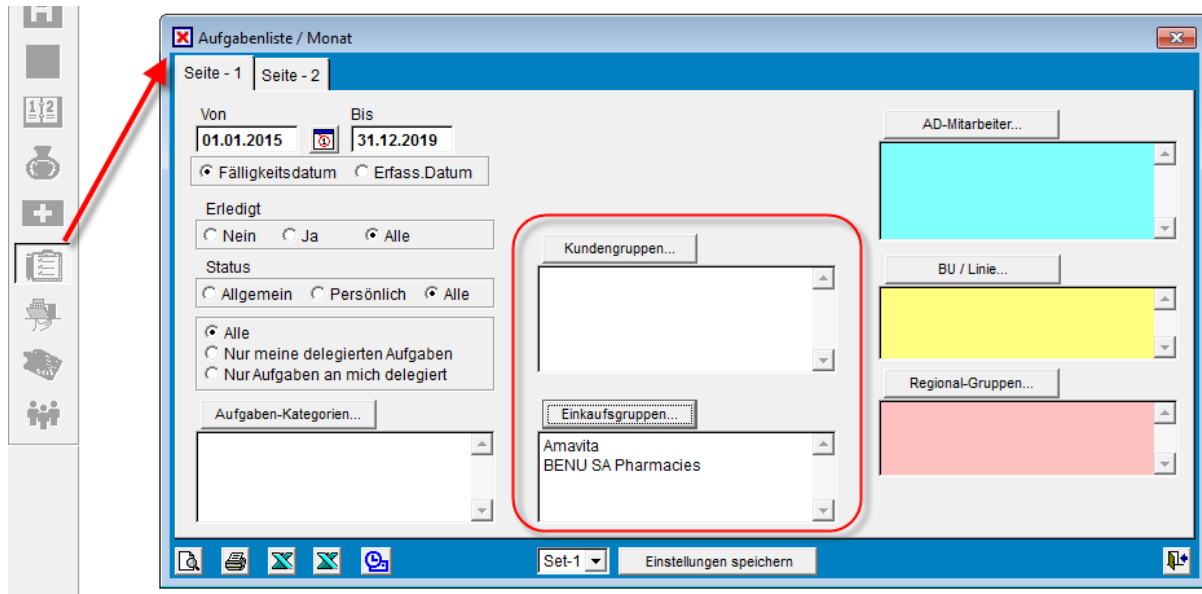 Aufgabenliste / Monat
Seite - 1
Seite - 2
Von
Bis
01.01.2015
31.12.2019
Fälligkeitsdatum
Erfass.Datum
Erledigt
Nein
Ja
Alle
Status
Allgemein
Persönlich
Alle
Alle
Nur meine delegierten Aufgaben
Nur Aufgaben an mich delegiert
Aufgaben-Kategorien...
Kundengruppen...
Einkaufsgruppen...
Amavita
BENU SA Pharmacies
AD-Mitarbeiter...
BU / Linie...
Regional-Gruppen...
Set-1
Einstellungen speichern